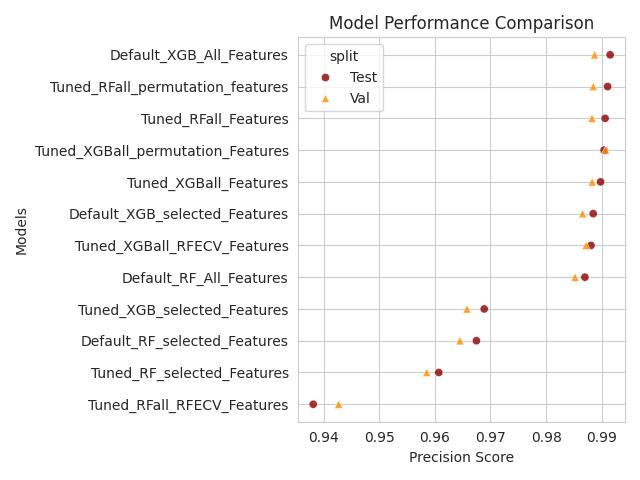 Model Performance Comparison
split
Test
Val
Models
Default_XGB_All_Features
Tuned_RFall_permutation_features
Tuned_RFall_Features
Tuned_XGBall_permutation_Features
Tuned_XGBall_Features
Default_XGB_selected_Features
Tuned_XGBall_RFECV_Features
Default_RF_All_Features
Tuned_XGB_selected_Features
Default_RF_selected_Features
Tuned_RF_selected_Features
Tuned_RFall_RFECV_Features
0.94 0.95 0.96 0.97 0.98 0.99
Precision Score